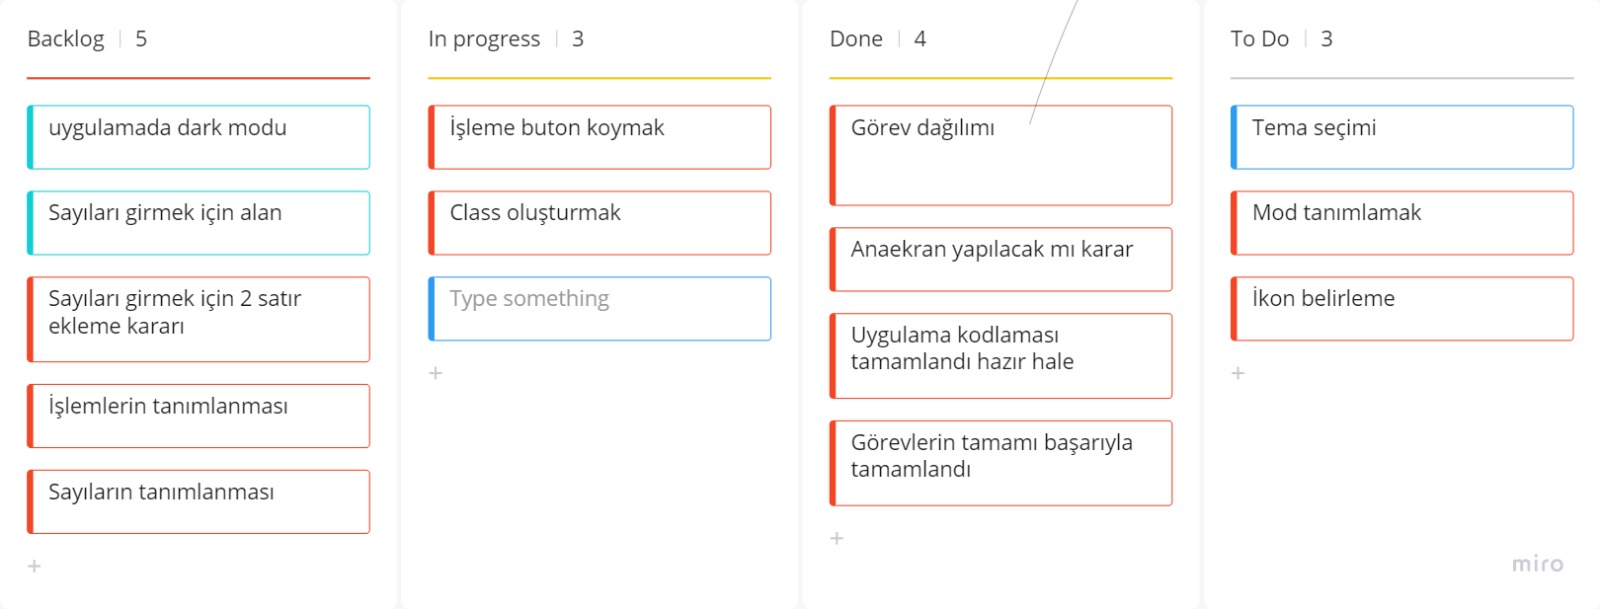 Backlog | 5
uygulamada dark modu
Sayıları girmek için alan
Sayıları girmek için 2 satır
ekleme kararı
İşlemlerin tanımlanması
Sayıların tanımlanması
+
In progress | 3
İşleme buton koymak
Class oluşturmak
Type something
+
Done | 4
Görev dağılımı
Anaekran yapılacak mı karar
Uygulama kodlaması
tamamlandı hazır hale
Görevlerin tamamı başarıyla
tamamlandı
+
To Do | 3
Tema seçimi
Mod tanımlamak
İkon belirleme
+
miro